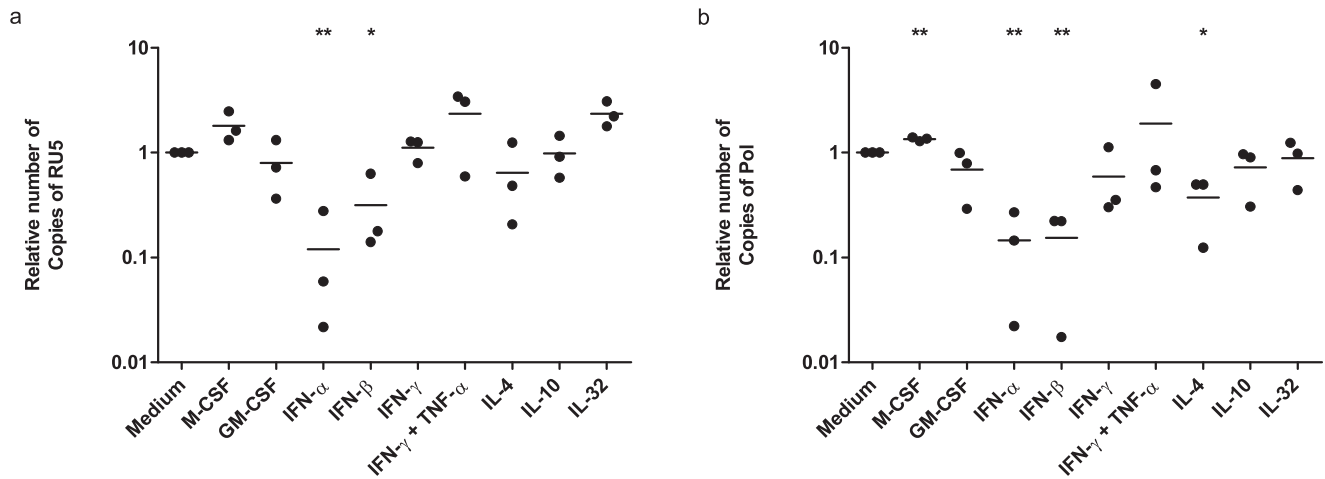 a
** *
Relative number of
Copies of RU5
10
1
0.1
0.01
Medium
M-CSF
GM-CSF
IFN-α
IFN-β
IFN-γ
IFN-γ + TNF-α
IL-4
IL-10
IL-32
b
** ** ** *
Relative number of
Copies of Pol
10
1
0.1
0.01
Medium
M-CSF
GM-CSF
IFN-α
IFN-β
IFN-γ
IFN-γ + TNF-α
IL-4
IL-10
IL-32